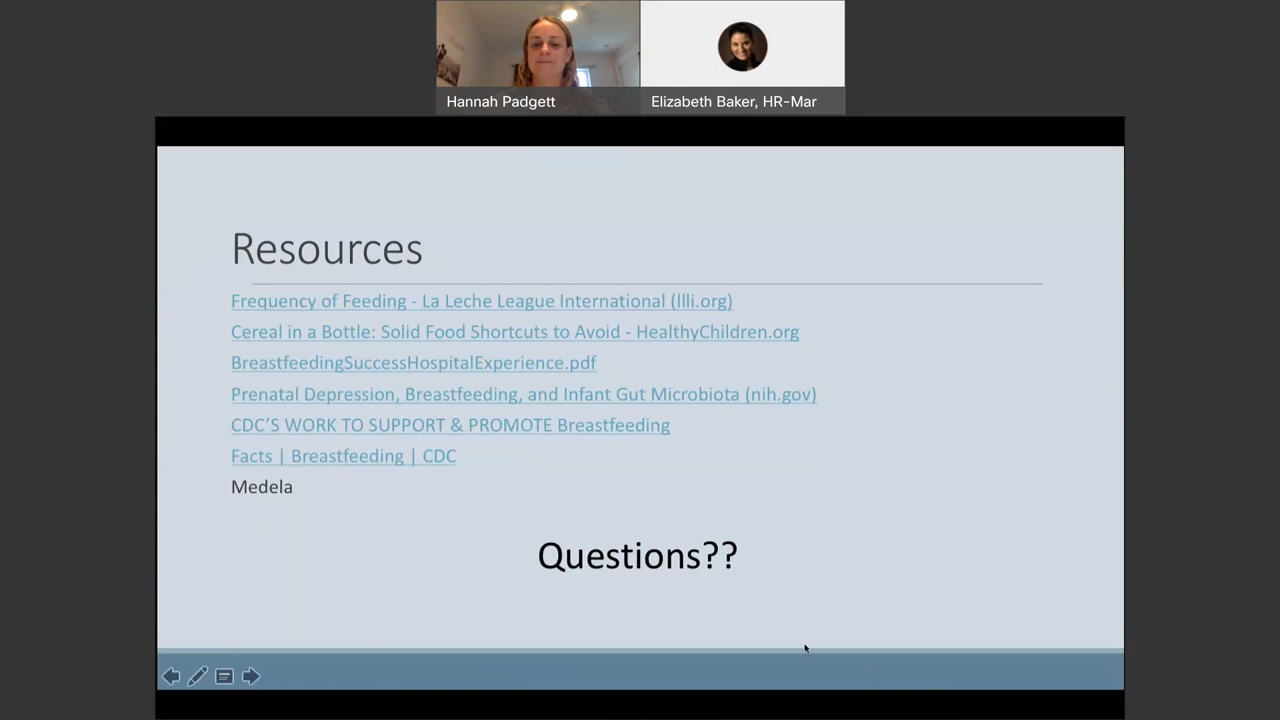 Hannah Padgett
Elizabeth Baker, HR-Mar
Resources
Frequency of Feeding - La Leche League International (llli.org)
Cereal in a Bottle: Solid Food Shortcuts to Avoid - HealthyChildren.org
BreastfeedingSuccessHospitalExperience.pdf
Prenatal Depression, Breastfeeding, and Infant Gut Microbiota (nih.gov)
CDC’S WORK TO SUPPORT & PROMOTE Breastfeeding
Facts | Breastfeeding | CDC
Medela
Questions??